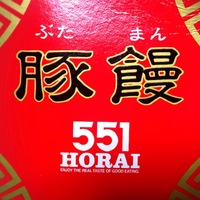 ぶた まん
豚饅
551
HORAI
ENJOY THE REAL TASTE OF GOOD EATING.